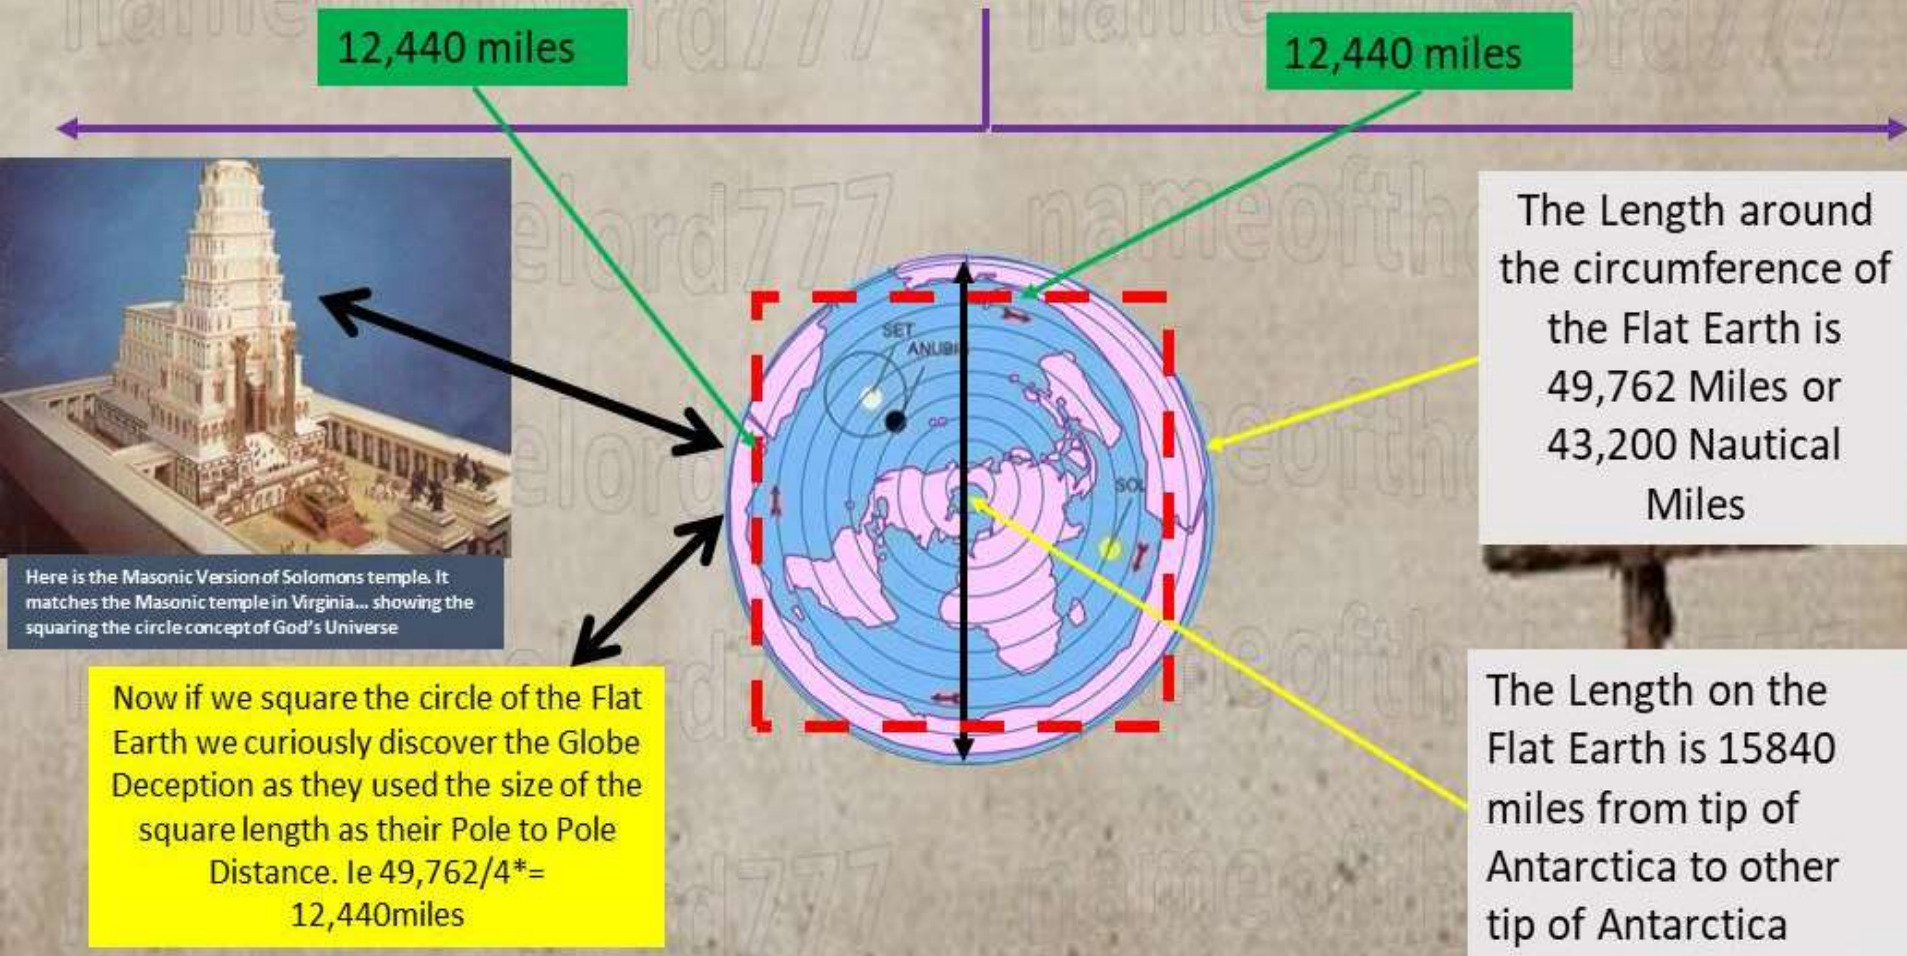 12,440 miles
12,440 miles
The Length around
the circumference of
the Flat Earth is
49,762 Miles or
43,200 Nautical
Miles
SET
ANUBIS
SOL
Here is the Masonic Version of Solomons temple. It
matches the Masonic temple in Virginia... showing the
squaring the circle concept of God's Universe
Now if we square the circle of the Flat
Earth we curiously discover the Globe
Deception as they used the size of the
square length as their Pole to Pole
Distance. Ie 49,762/4*=
12,440miles
The Length on the
Flat Earth is 15840
miles from tip of
Antarctica to other
tip of Antarctica
nameofthelord777